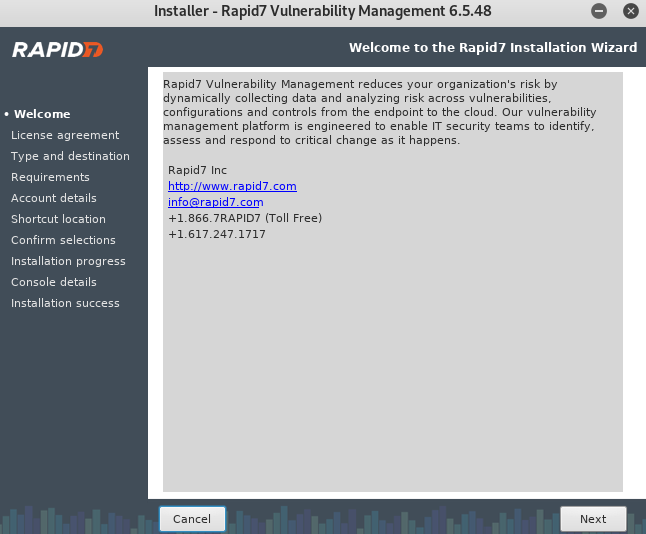 Installer - Rapid7 Vulnerability Management 6.5.48
RAPID7
Welcome to the Rapid7 Installation Wizard
• Welcome
License agreement
Type and destination
Requirements
Account details
Shortcut location
Confirm selections
Installation progress
Console details
Installation success
Rapid7 Vulnerability Management reduces your organization's risk by
dynamically collecting data and analyzing risk across vulnerabilities,
configurations and controls from the endpoint to the cloud. Our vulnerability
management platform is engineered to enable IT security teams to identify,
assess and respond to critical change as it happens.
Rapid7 Inc
http://www.rapid7.com
info@rapid7.com
+1.866.7RAPID7 (Toll Free)
+1.617.247.1717
Cancel
Next